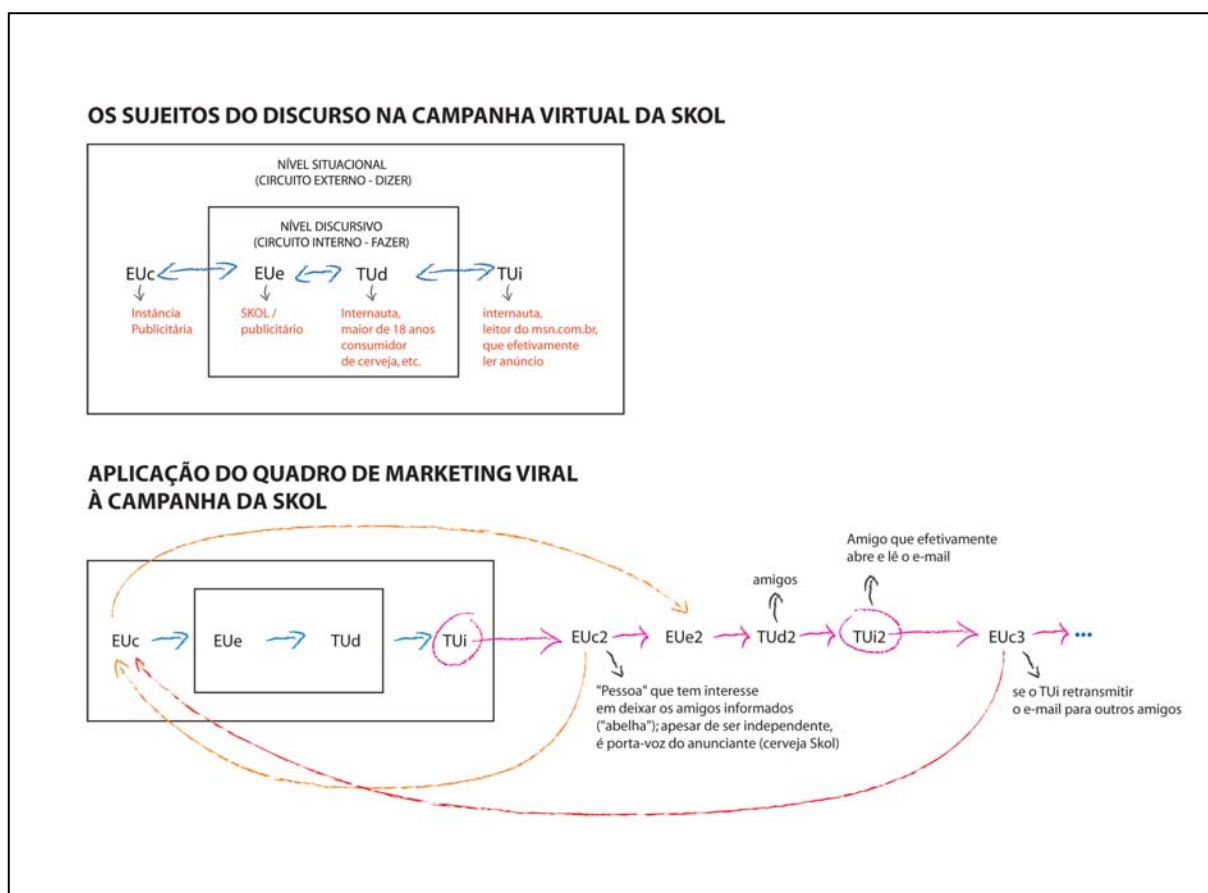 OS SUJEITOS DO DISCURSO NA CAMPANHA VIRTUAL DA SKOL
NÍVEL SITUACIONAL
(CIRCUITO EXTERNO - DIZER)
NÍVEL DISCURSIVO
(CIRCUITO INTERNO - FAZER)
EUc
EUe
TUd
TUi
Instância
Publicitária
SKOL /
publicitário
Internauta,
maior de 18 anos
consumidor
de cerveja, etc.
internauta,
leitor do msn.com.br,
que efetivamente
ler anúncio
APLICAÇÃO DO QUADRO DE MARKETING VIRAL
À CAMPANHA DA SKOL
Amigo que efetivamente
abre e lê o e-mail
amigos
EUc
EUe
TUd
TUi
EUc2
EUe2
TUd2
TUi2
EUc3
...
"Pessoa" que tem interesse
em deixar os amigos informados
("abelha"); apesar de ser independente,
é porta-voz do anunciante (cerveja Skol)
se o TUi retransmitir
o e-mail para outros amigos